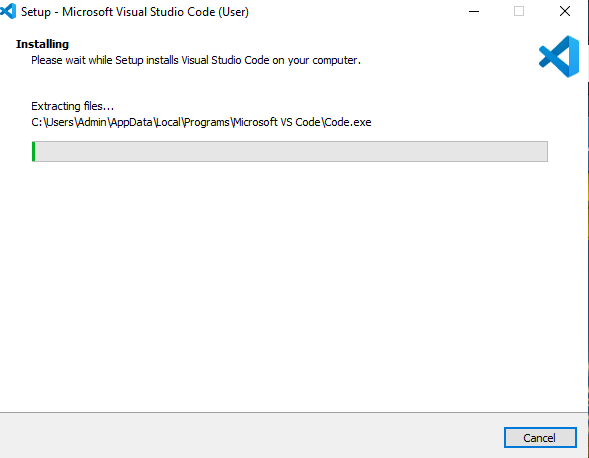 Setup - Microsoft Visual Studio Code (User)
Installing
Please wait while Setup installs Visual Studio Code on your computer.
Extracting files...
C:\Users\Admin\AppData\Local\Programs\Microsoft VS Code\Code.exe
Cancel